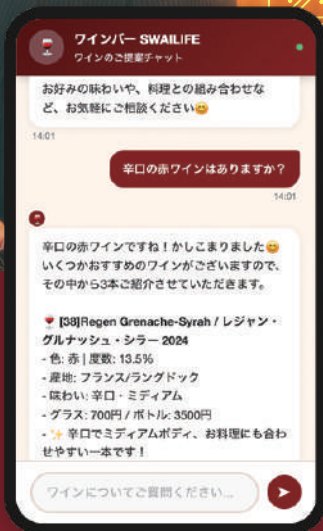 ワインバー SWAILIFE
ワインのご提案チャット
お好みの味わいや、料理との組み合わせな
ど、お気軽にご相談ください😊
14:01
辛口の赤ワインはありますか？
14:01
辛口の赤ワインですね！かしこまりました😊
いくつかおすすめのワインがございますので、
その中から3本ご紹介させていただきます。
🍷 [38]Regen Grenache-Syrah / レジャン・
グルナッシュ・シラー 2024
- 色: 赤 | 度数: 13.5%
- 産地: フランス/ラングドック
- 味わい: 辛口・ミディアム
- グラス: 700円 / ボトル: 3500円
- ✨ 辛口でミディアムボディ、お料理にも合わ
せやすい一本です！
ワインについてご質問ください...